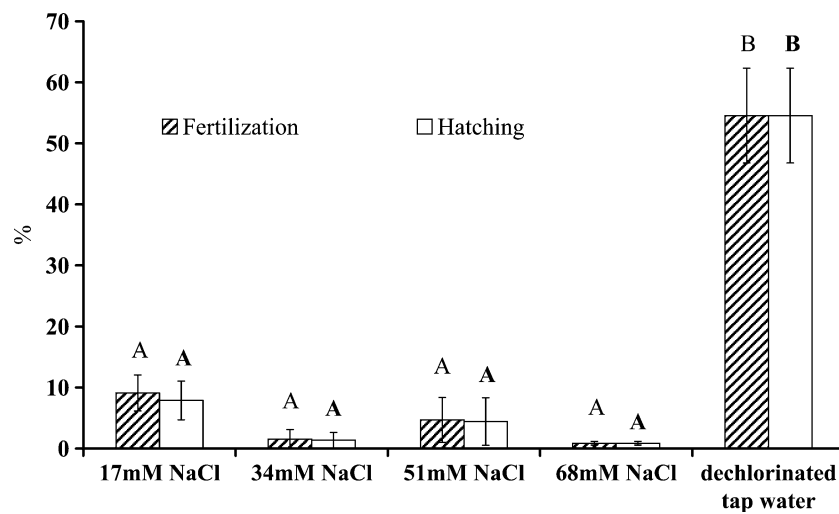 70
60
50
40
30
20
10
0
%
Fertilization Hatching
A A A A A A A A B B
17mM NaCl 34mM NaCl 51mM NaCl 68mM NaCl dechlorinated
tap water